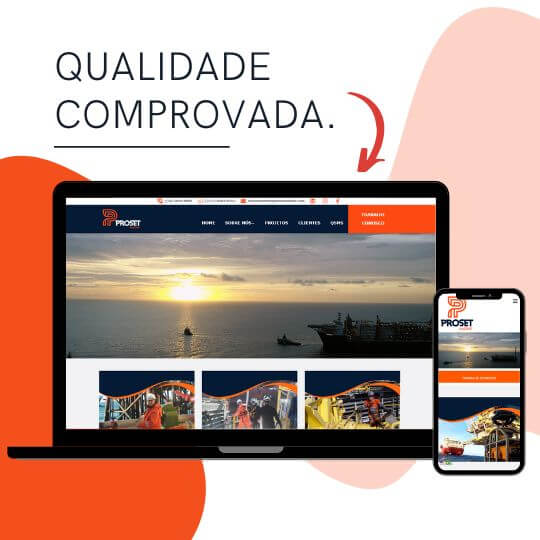 QUALIDADE
COMPROVADA.
PROSET
HOME SOBRE NÓS PROJETOS CLIENTES QSMS
TRABALHE
CONOSCO
PROSET